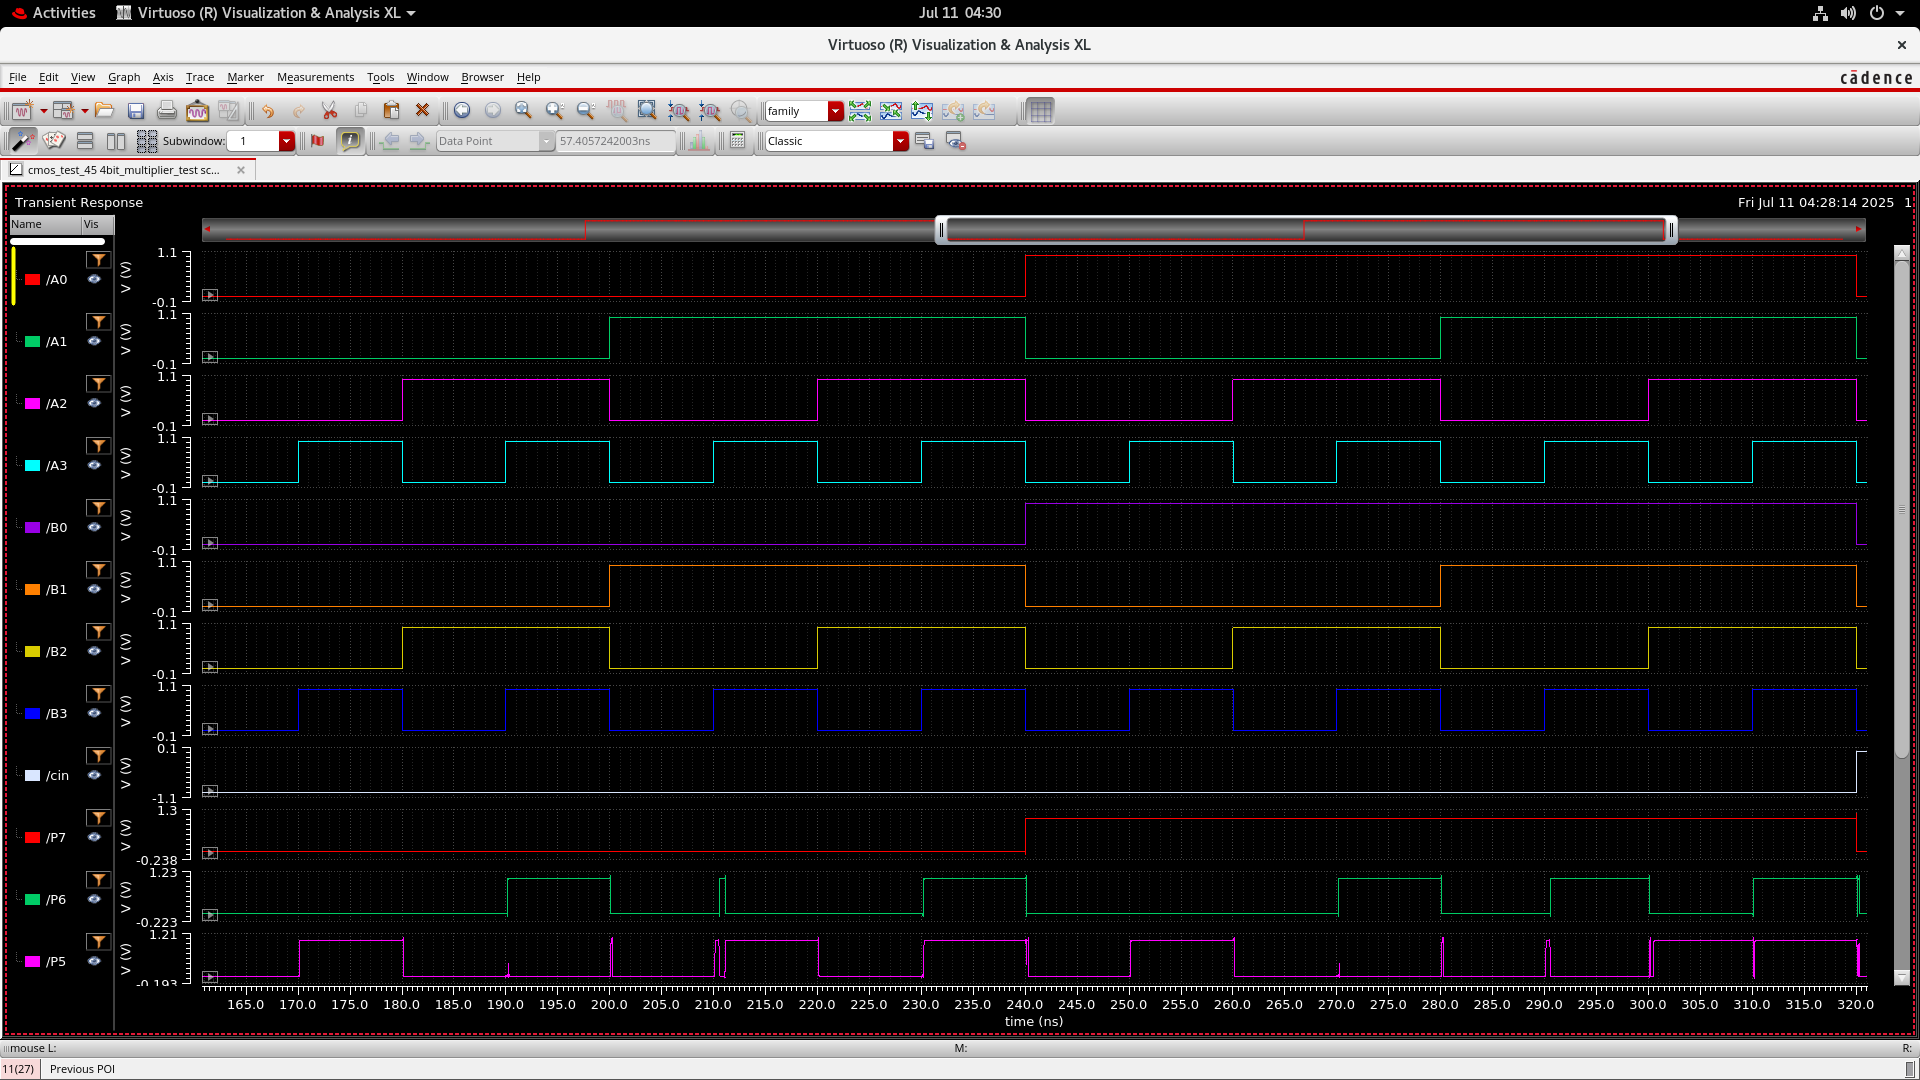 Activities
Virtuoso (R) Visualization & Analysis XL
Jul 11 04:30
Virtuoso (R) Visualization & Analysis XL
File Edit View Graph Axis Trace Marker Measurements Tools Window Browser Help
cādence
family
Subwindow: 1
Data Point
57.4057242003ns
Classic
cmos_test_45 4bit_multiplier_test sc...
Transient Response
Fri Jul 11 04:28:14 2025 1
Name Vis
/A0
V (V)
1.1
-0.1
/A1
V (V)
1.1
-0.1
/A2
V (V)
1.1
-0.1
/A3
V (V)
1.1
-0.1
/B0
V (V)
1.1
-0.1
/B1
V (V)
1.1
-0.1
/B2
V (V)
1.1
-0.1
/B3
V (V)
1.1
-0.1
/cin
V (V)
0.1
-1.1
/P7
V (V)
1.3
-0.238
/P6
V (V)
1.23
-0.223
/P5
V (V)
1.21
-0.193
165.0 170.0 175.0 180.0 185.0 190.0 195.0 200.0 205.0 210.0 215.0 220.0 225.0 230.0 235.0 240.0 245.0 250.0 255.0 260.0 265.0 270.0 275.0 280.0 285.0 290.0 295.0 300.0 305.0 310.0 315.0 320.0
time (ns)
mouse L: M: R:
11(27) Previous POI